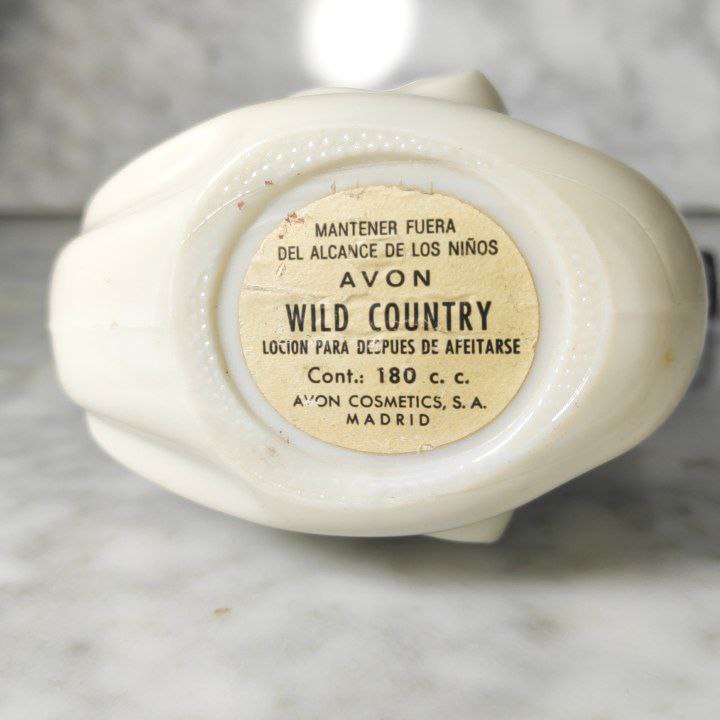 MANTENER FUERA
DEL ALCANCE DE LOS NIÑOS
AVON
WILD COUNTRY
LOCION PARA DESPUES DE AFEITARSE
Cont.: 180 c. c.
AVON COSMETICS, S. A.
MADRID